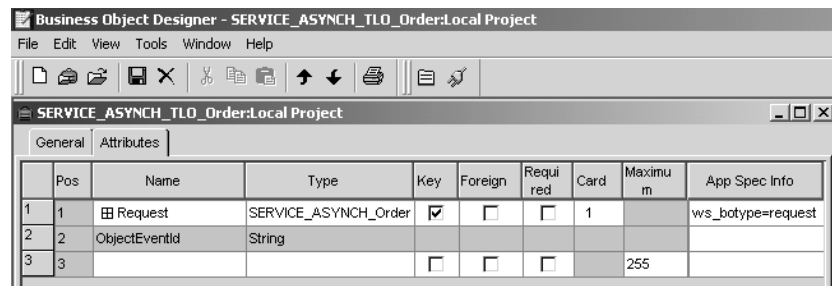 Business Object Designer - SERVICE_ASYNCH_TLO_Order:Local Project
File Edit View Tools Window Help
SERVICE_ASYNCH_TLO_Order:Local Project
General Attributes
Pos Name Type Key Foreign Requi red Card Maximu m App Spec Info
1 1 Request SERVICE_ASYNCH_Order 1 ws_botype=request
2 2 ObjectEventId String
3 3 255